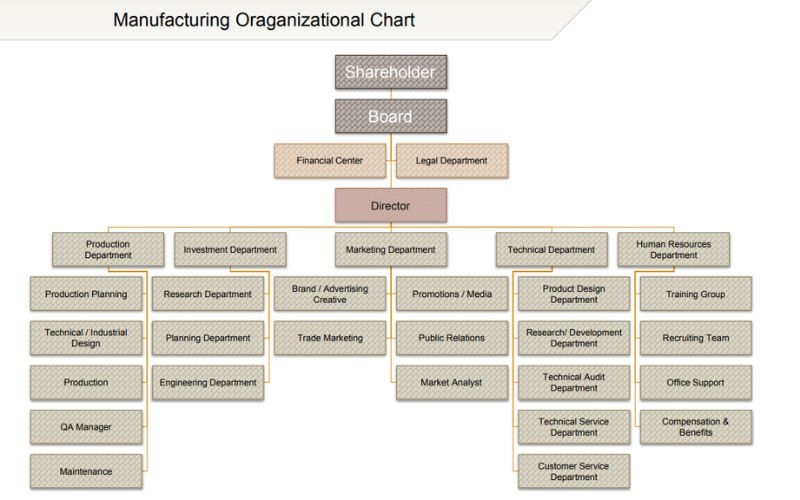 Manufacturing Oraganizational Chart
Shareholder
Board
Financial Center
Legal Department
Director
Production
Department
Investment Department
Marketing Department
Technical Department
Human Resources
Department
Production Planning
Research Department
Brand / Advertising
Creative
Promotions / Media
Product Design
Department
Training Group
Technical / Industrial
Design
Planning Department
Trade Marketing
Public Relations
Research/ Development
Department
Recruiting Team
Production
Engineering Department
Market Analyst
Technical Audit
Department
Office Support
QA Manager
Technical Service
Department
Compensation &
Benefits
Maintenance
Customer Service
Department